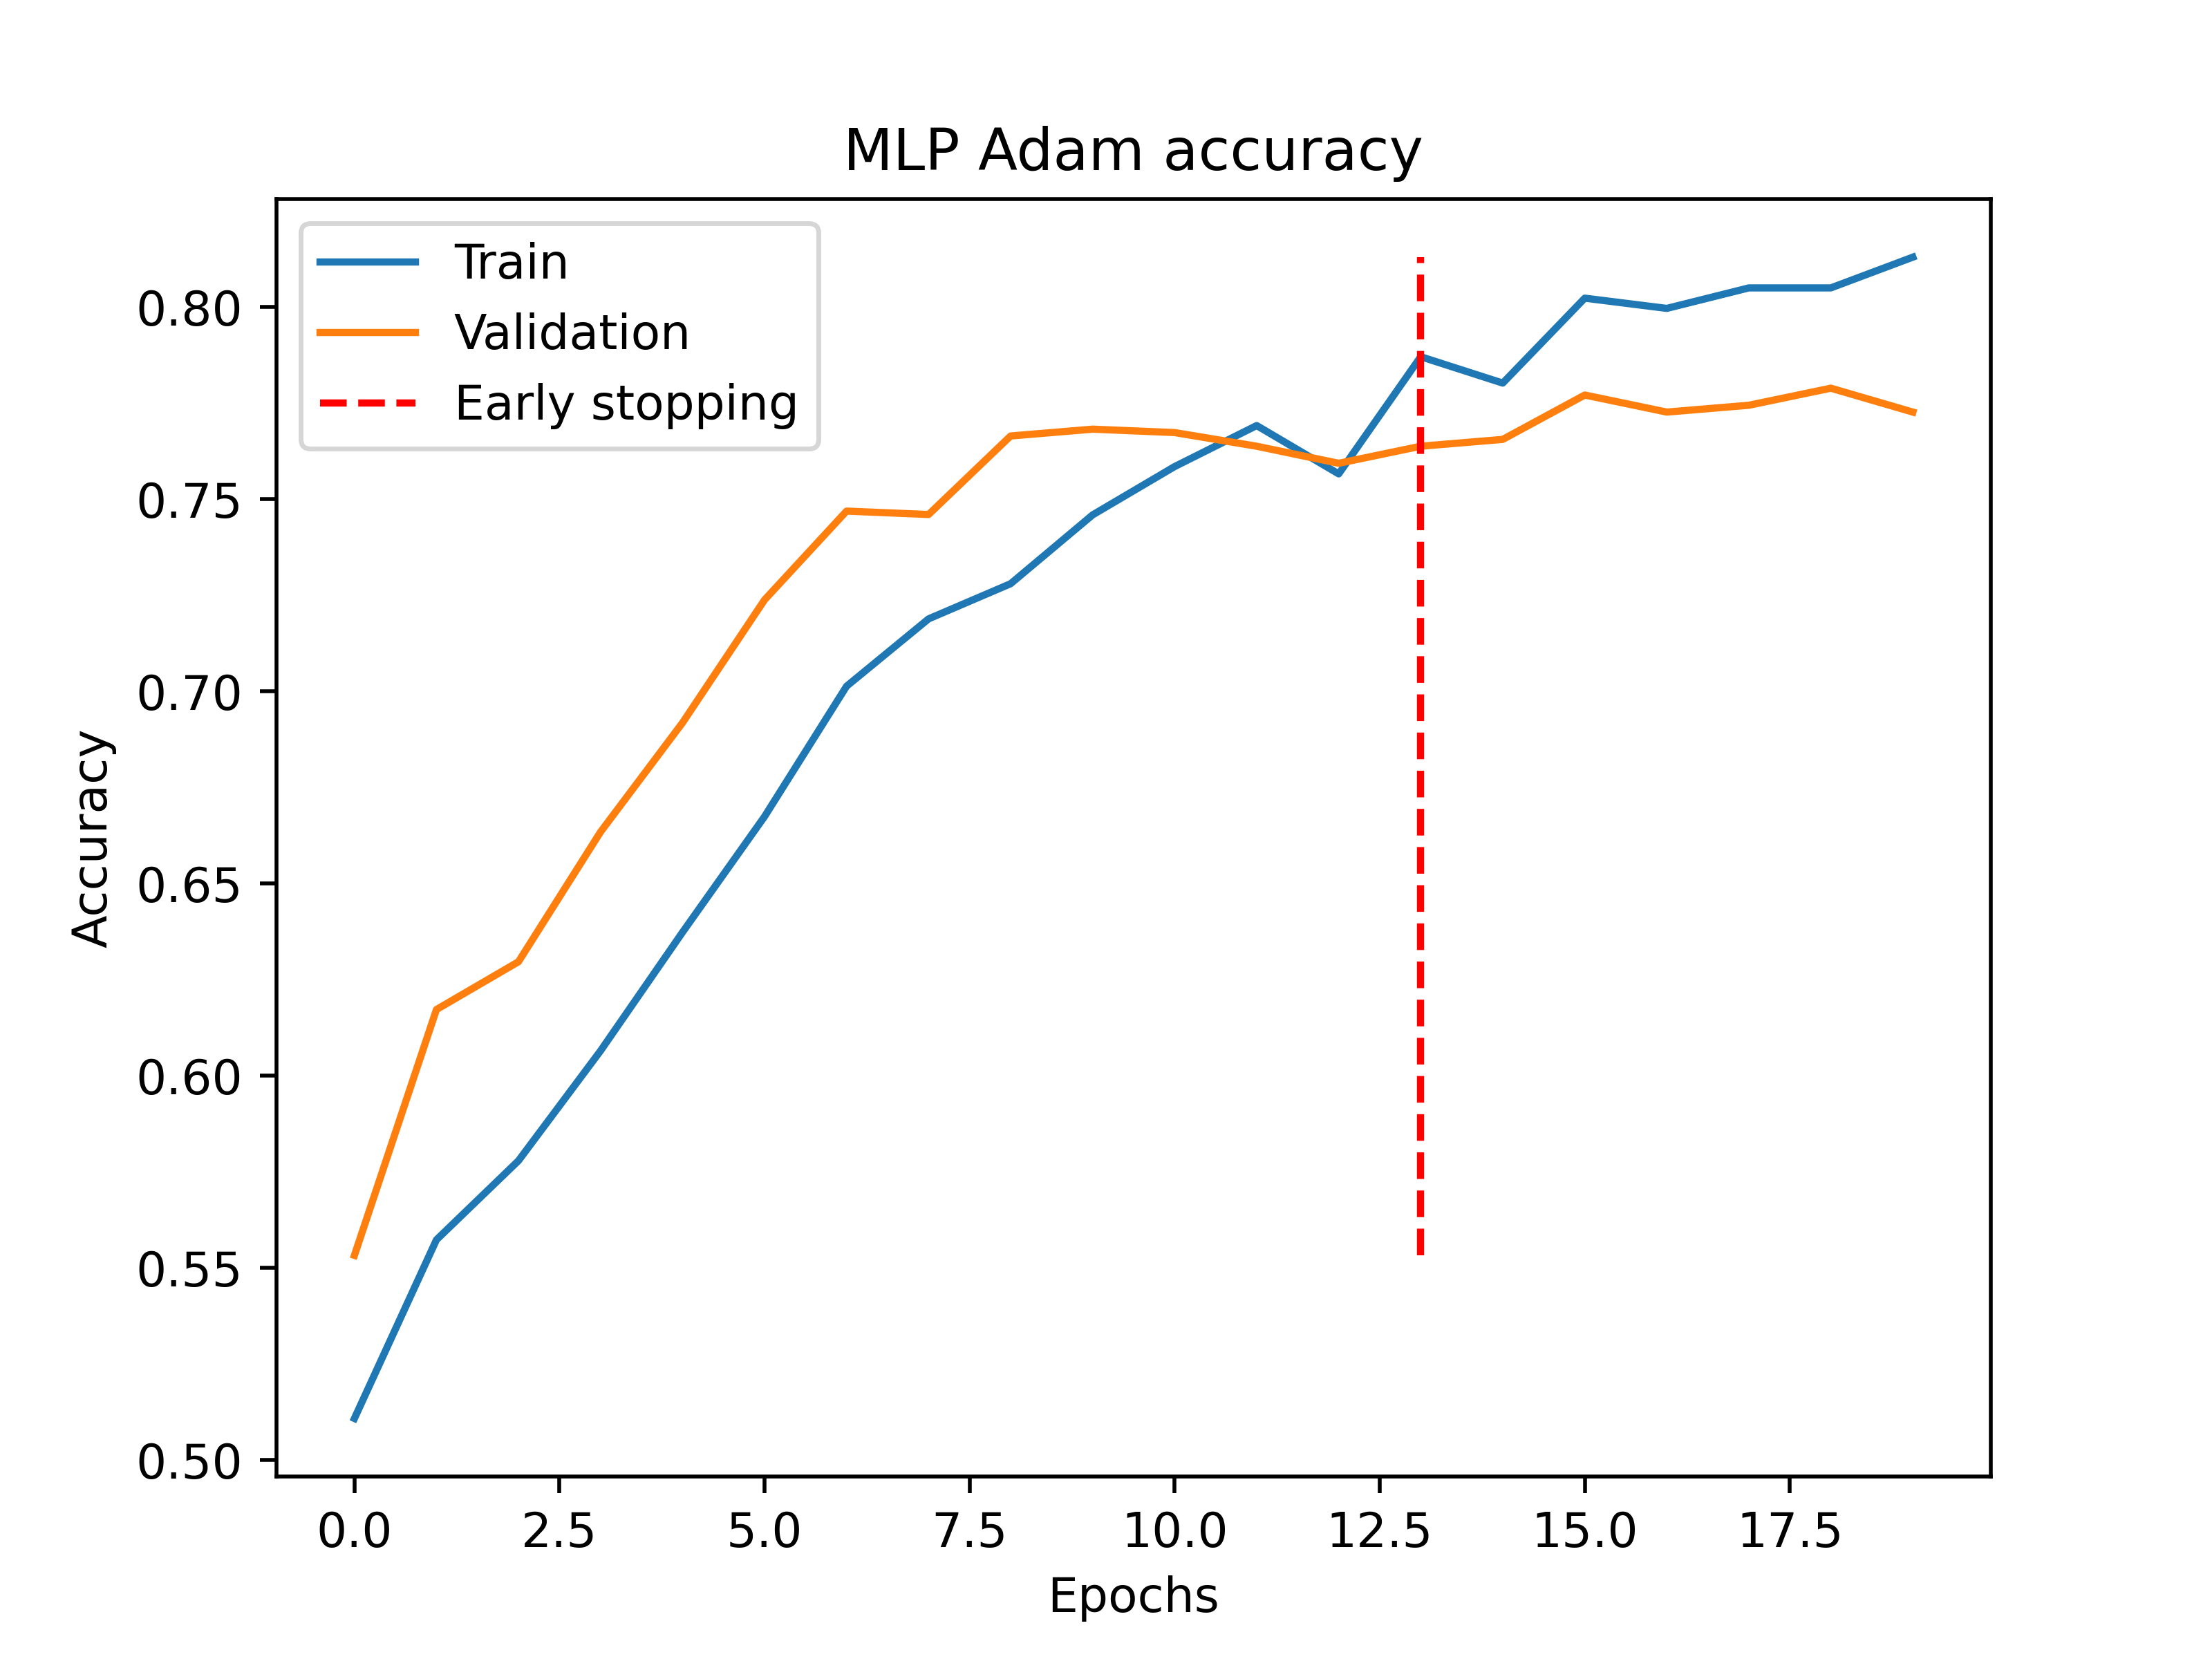 MLP Adam accuracy
Train
Validation
Early stopping
0.80
0.75
0.70
0.65
0.60
0.55
0.50
Accuracy
0.0 2.5 5.0 7.5 10.0 12.5 15.0 17.5
Epochs